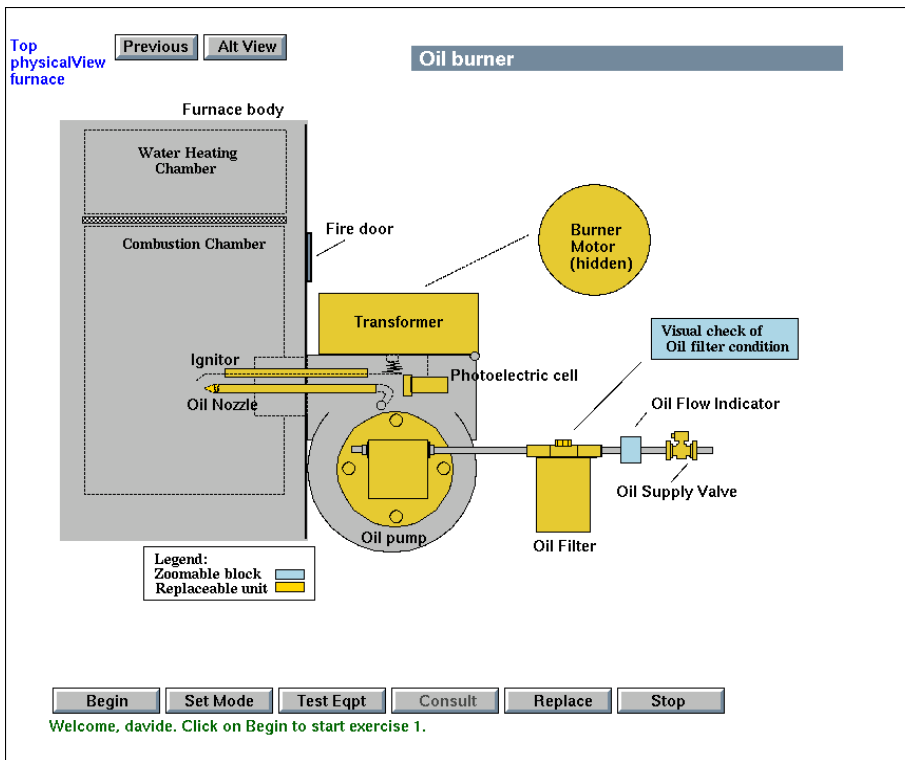 Top
physicalView
furnace
Previous
Alt View
Oil burner
Furnace body
Water Heating
Chamber
Fire door
Combustion Chamber
Burner
Motor
(hidden)
Transformer
Visual check of
Oil filter condition
Ignitor
Photoelectric cell
Oil Nozzle
Oil Flow Indicator
Oil Supply Valve
Oil pump
Oil Filter
Legend:
Zoomable block
Replaceable unit
Begin
Set Mode
Test Eqpt
Consult
Replace
Stop
Welcome, davide. Click on Begin to start exercise 1.